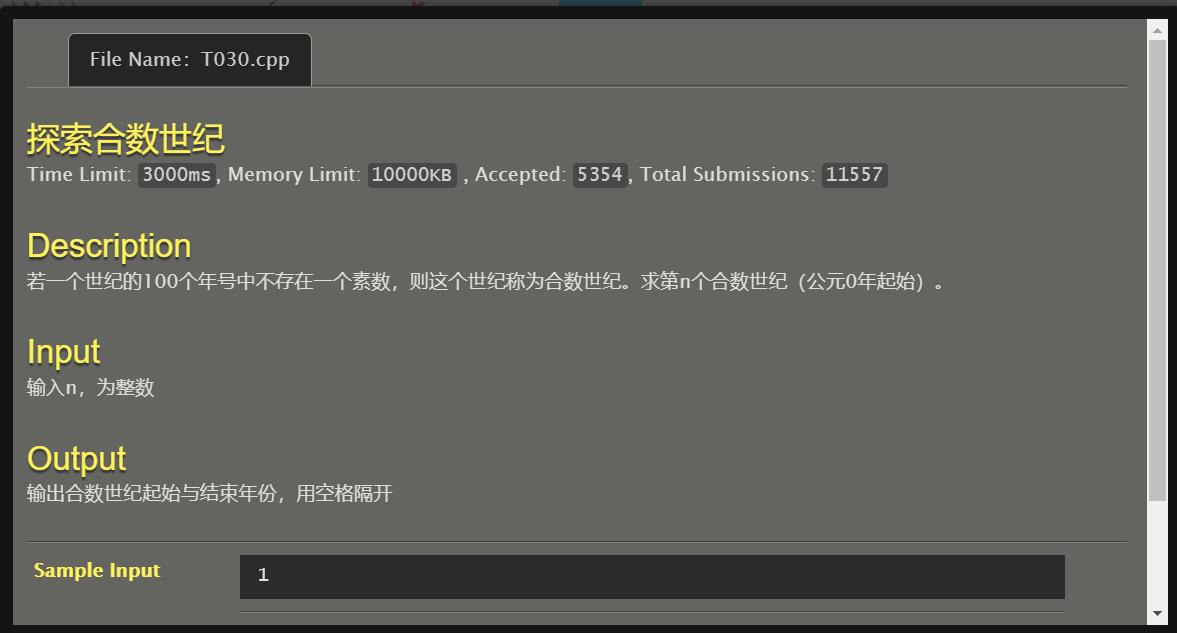 File Name：T030.cpp
探索合数世纪
Time Limit: 3000ms, Memory Limit: 10000KB , Accepted: 5354, Total Submissions: 11557
Description
若一个世纪的100个年号中不存在一个素数，则这个世纪称为合数世纪。求第n个合数世纪（公元0年起始）。
Input
输入n，为整数
Output
输出合数世纪起始与结束年份，用空格隔开
Sample Input
1